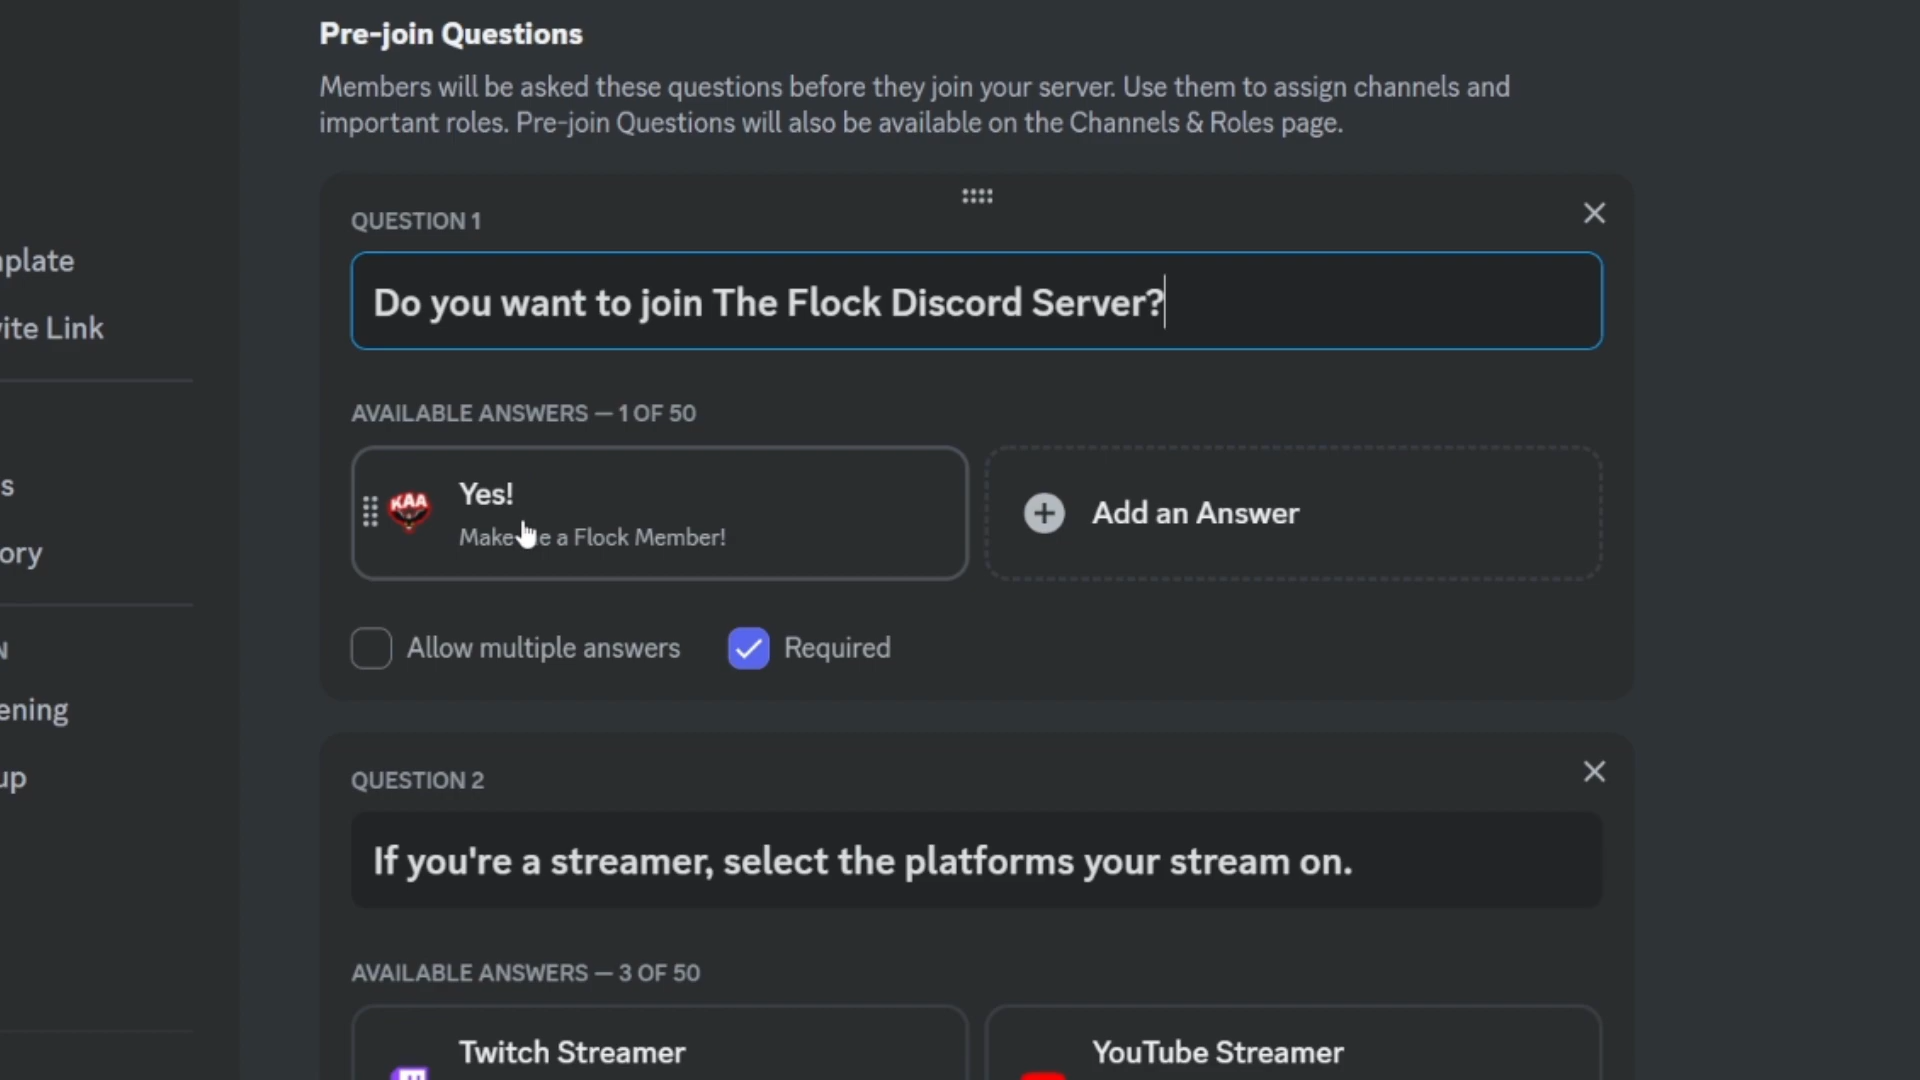 Pre-join Questions
Members will be asked these questions before they join your server. Use them to assign channels and
important roles. Pre-join Questions will also be available on the Channels & Roles page.
QUESTION 1
Do you want to join The Flock Discord Server?
AVAILABLE ANSWERS — 1 OF 50
KAA
Yes!
Make me a Flock Member!
Add an Answer
Allow multiple answers
Required
QUESTION 2
If you're a streamer, select the platforms your stream on.
AVAILABLE ANSWERS — 3 OF 50
Twitch Streamer
YouTube Streamer
nplate
ite Link
s
ory
N
ening
up